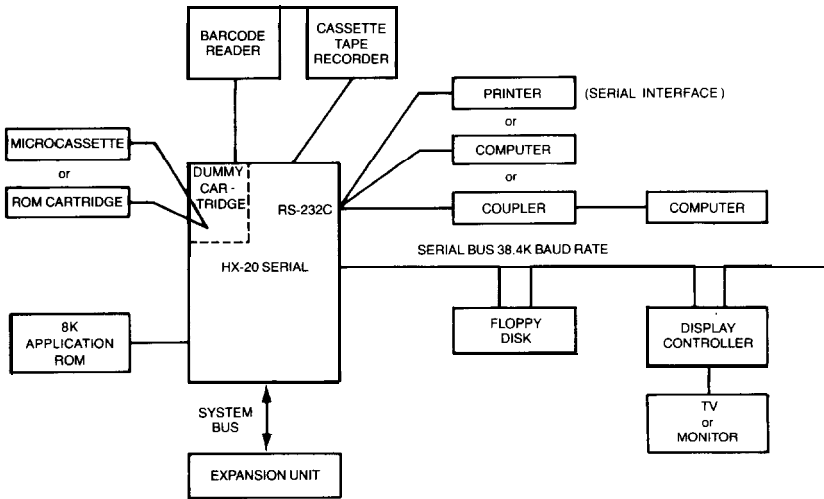 BARCODE
READER
CASSETTE
TAPE
RECORDER
PRINTER
(SERIAL INTERFACE)
or
MICROCASSETTE
or
ROM CARTRIDGE
DUMMY
CAR-
TRIDGE
COMPUTER
or
RS-232C
COUPLER
COMPUTER
SERIAL BUS 38.4K BAUD RATE
HX-20 SERIAL
8K
APPLICATION
ROM
FLOPPY
DISK
DISPLAY
CONTROLLER
SYSTEM
BUS
TV
or
MONITOR
EXPANSION UNIT